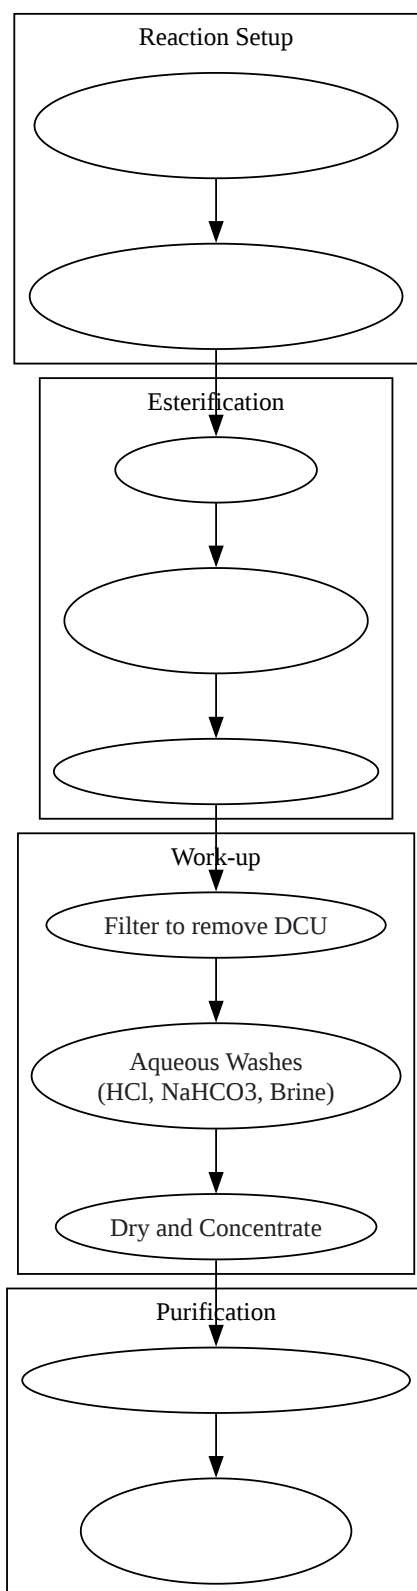 Reaction Setup
Esterification
Work-up
Filter to remove DCU
Aqueous Washes
(HCl, NaHCO3, Brine)
Dry and Concentrate
Purification